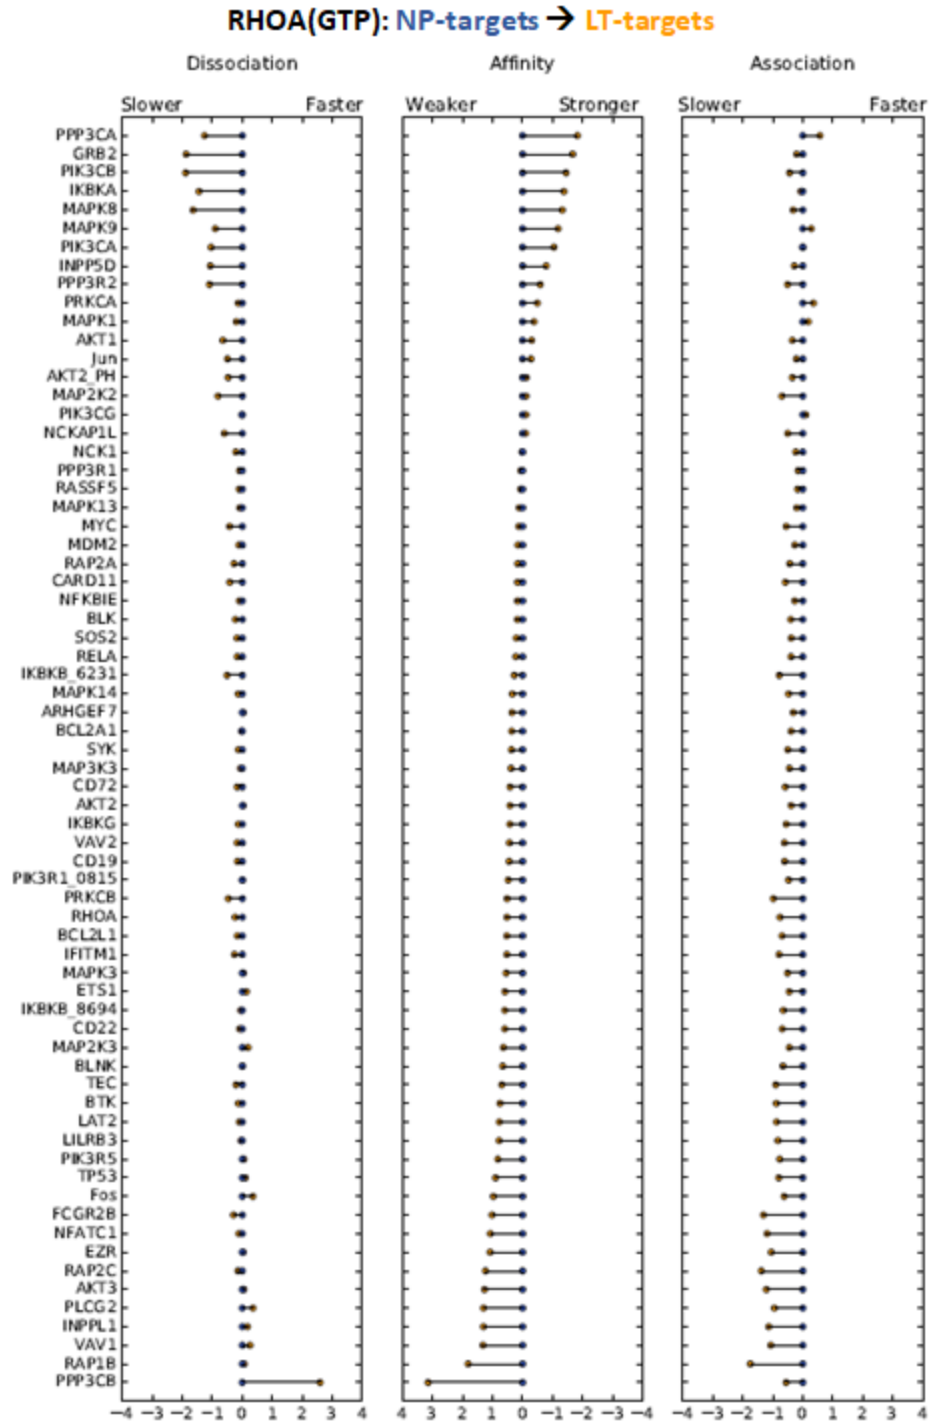 RHOA(GTP): NP-targets → LT-targets
Dissociation Affinity Association
Slower Faster Weaker Stronger Slower Faster
PPP3CA
GRB2
PIK3CB
IKBKA
MAPK8
MAPK9
PIK3CA
INPP5D
PPP3R2
PRKCA
MAPK1
AKT1
Jun
AKT2_PH
MAP2K2
PIK3CG
NCKAP1L
NCK1
PPP3R1
RASSF5
MAPK13
MYC
MDM2
RAP2A
CARD11
NFKBIE
BLK
SOS2
RELA
IKBKB_6231
MAPK14
ARHGEF7
BCL2A1
SYK
MAP3K3
CD72
AKT2
IKBKG
VAV2
CD19
PIK3R1_0815
PRKCB
RHOA
BCL2L1
IFITM1
MAPK3
ETS1
IKBKB_8694
CD22
MAP2K3
BLNK
TEC
BTK
LAT2
LILRB3
PIK3R5
TP53
Fos
FCGR2B
NFATC1
EZR
RAP2C
AKT3
PLCG2
INPPL1
VAV1
RAP1B
PPP3CB
−4 −3 −2 −1 0 1 2 3 4 4 3 2 1 0 −1 −2 −3 −4 −4 −3 −2 −1 0 1 2 3 4